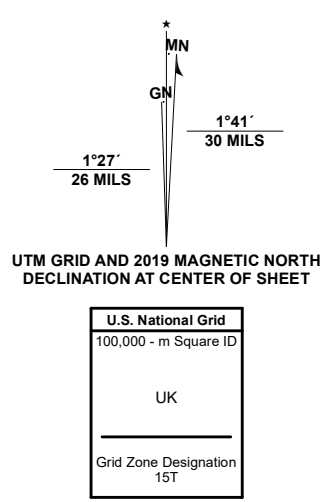 ★
MN
GN
1°41´
30 MILS
1°27´
26 MILS
UTM GRID AND 2019 MAGNETIC NORTH
DECLINATION AT CENTER OF SHEET
U.S. National Grid
100,000 - m Square ID
UK
Grid Zone Designation
15T